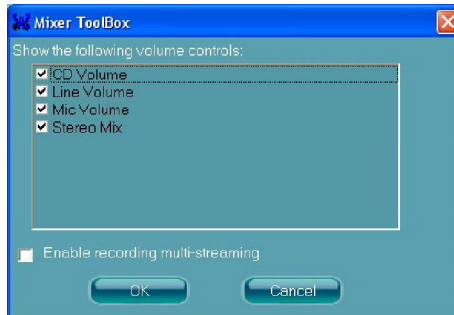 Mixer ToolBox
Show the following volume controls:
CD Volume
Line Volume
Mic Volume
Stereo Mix
Enable recording multi-streaming
OK
Cancel